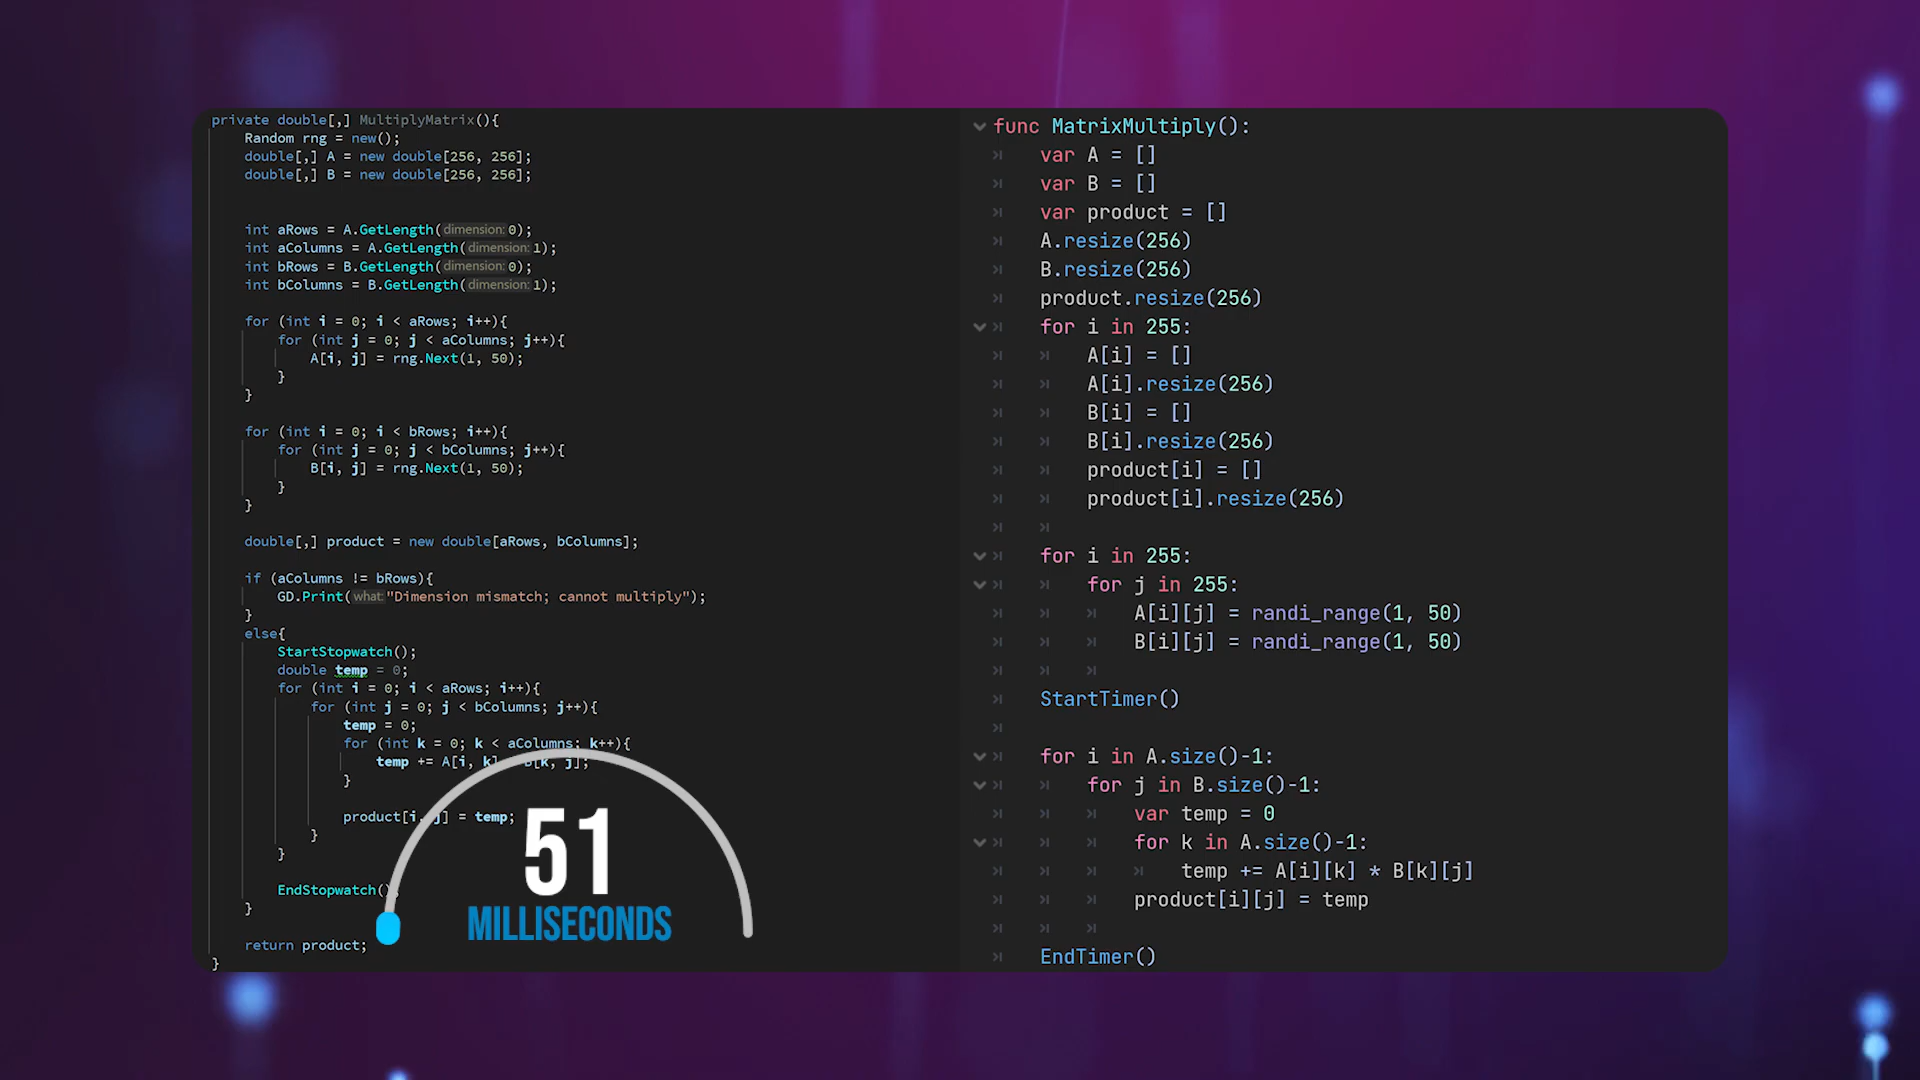 private double[,] MultiplyMatrix(){
Random rng = new();
double[,] A = new double[256, 256];
double[,] B = new double[256, 256];
int aRows = A.GetLength(dimension: 0);
int aColumns = A.GetLength(dimension: 1);
int bRows = B.GetLength(dimension: 0);
int bColumns = B.GetLength(dimension: 1);
for (int i = 0; i < aRows; i++){
for (int j = 0; j < aColumns; j++){
A[i, j] = rng.Next(1, 50);
}
}
for (int i = 0; i < bRows; i++){
for (int j = 0; j < bColumns; j++){
B[i, j] = rng.Next(1, 50);
}
}
double[,] product = new double[aRows, bColumns];
if (aColumns != bRows){
GD.Print(what: "Dimension mismatch; cannot multiply");
}
else{
StartStopwatch();
double temp = 0;
for (int i = 0; i < aRows; i++){
for (int j = 0; j < bColumns; j++){
temp = 0;
for (int k = 0; k < aColumns; k++){
temp += A[i, k] B[k, j];
}
product[i, j] = temp;
}
}
EndStopwatch();
}
return product;
}
51
MILLISECONDS
func MatrixMultiply():
var A = []
var B = []
var product = []
A.resize(256)
B.resize(256)
product.resize(256)
for i in 255:
A[i] = []
A[i].resize(256)
B[i] = []
B[i].resize(256)
product[i] = []
product[i].resize(256)
for i in 255:
for j in 255:
A[i][j] = randi_range(1, 50)
B[i][j] = randi_range(1, 50)
StartTimer()
for i in A.size()-1:
for j in B.size()-1:
var temp = 0
for k in A.size()-1:
temp += A[i][k] * B[k][j]
product[i][j] = temp
EndTimer()